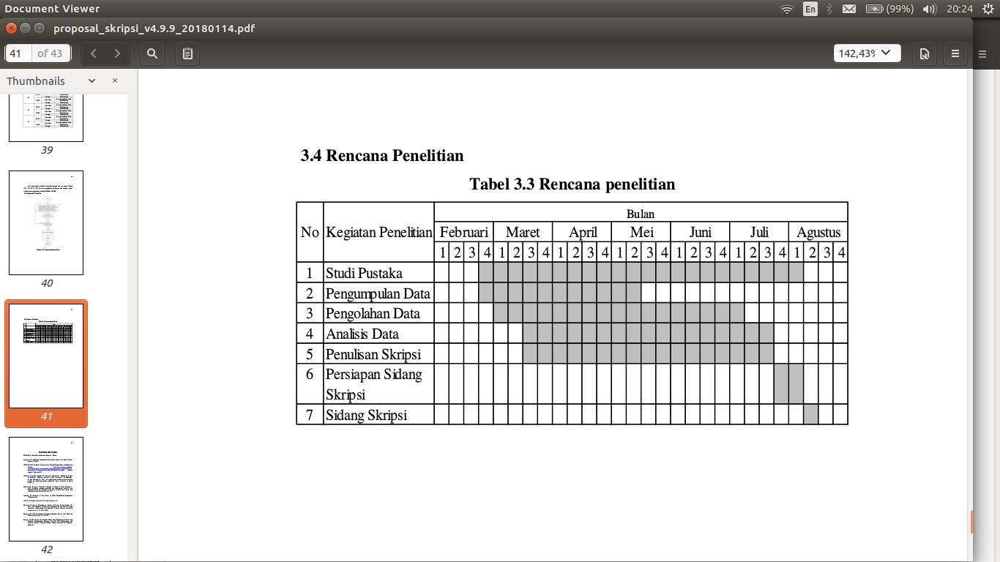 Document Viewer
En
(99%)
20:24
proposal_skripsi_v4.9.9_20180114.pdf
41 of 43
142,43%
Thumbnails
39
40
41
42
3.4 Rencana Penelitian
Tabel 3.3 Rencana penelitian
No Kegiatan Penelitian Bulan
Februari Maret April Mei Juni Juli Agustus
1 2 3 4 1 2 3 4 1 2 3 4 1 2 3 4 1 2 3 4 1 2 3 4 1 2 3 4
1 Studi Pustaka
2 Pengumpulan Data
3 Pengolahan Data
4 Analisis Data
5 Penulisan Skripsi
6 Persiapan Sidang
Skripsi
7 Sidang Skripsi